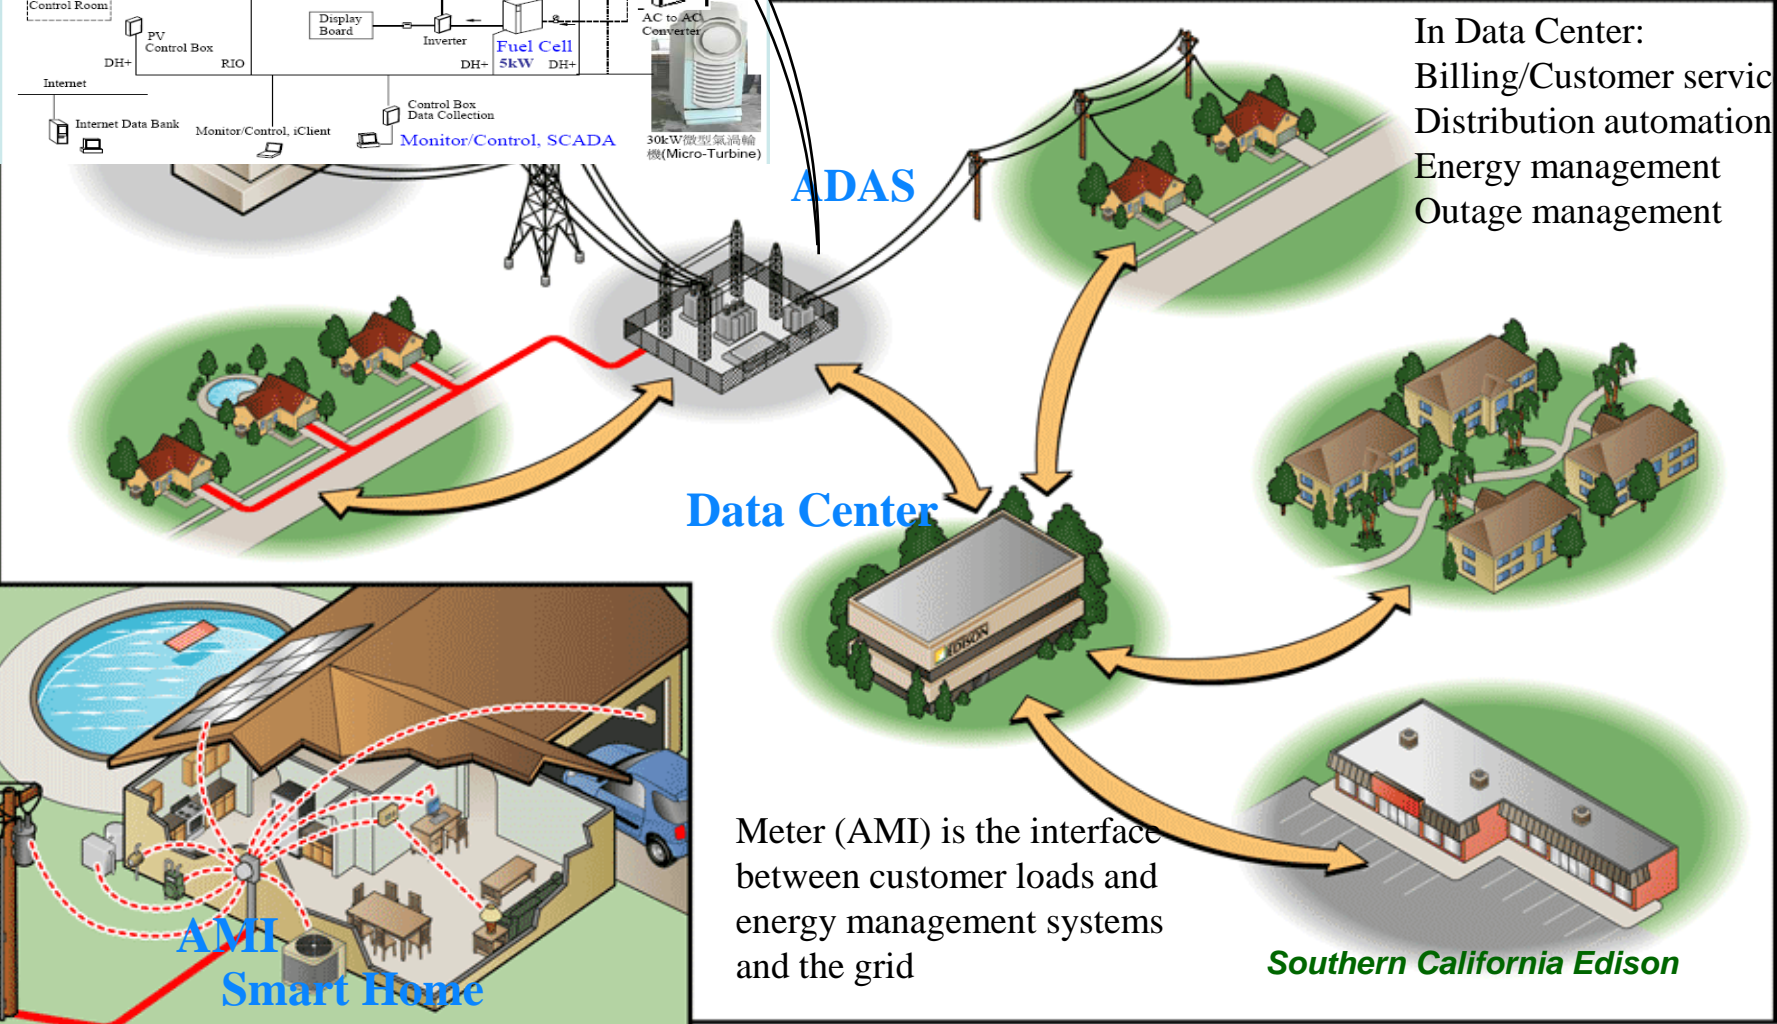 Control Room
PV
Control Box
Display
Board
Inverter
Fuel Cell
5kW
AC to AC
Converter
DH+
RIO
DH+
DH+
Internet
Internet Data Bank
Monitor/Control, iClient
Control Box
Data Collection
Monitor/Control, SCADA
30kW微型氣渦輪
機(Micro-Turbine)
In Data Center:
Billing/Customer servic
Distribution automation
Energy management
Outage management
ADAS
Data Center
EDISON
AMI
Smart Home
Meter (AMI) is the interface
between customer loads and
energy management systems
and the grid
Southern California Edison